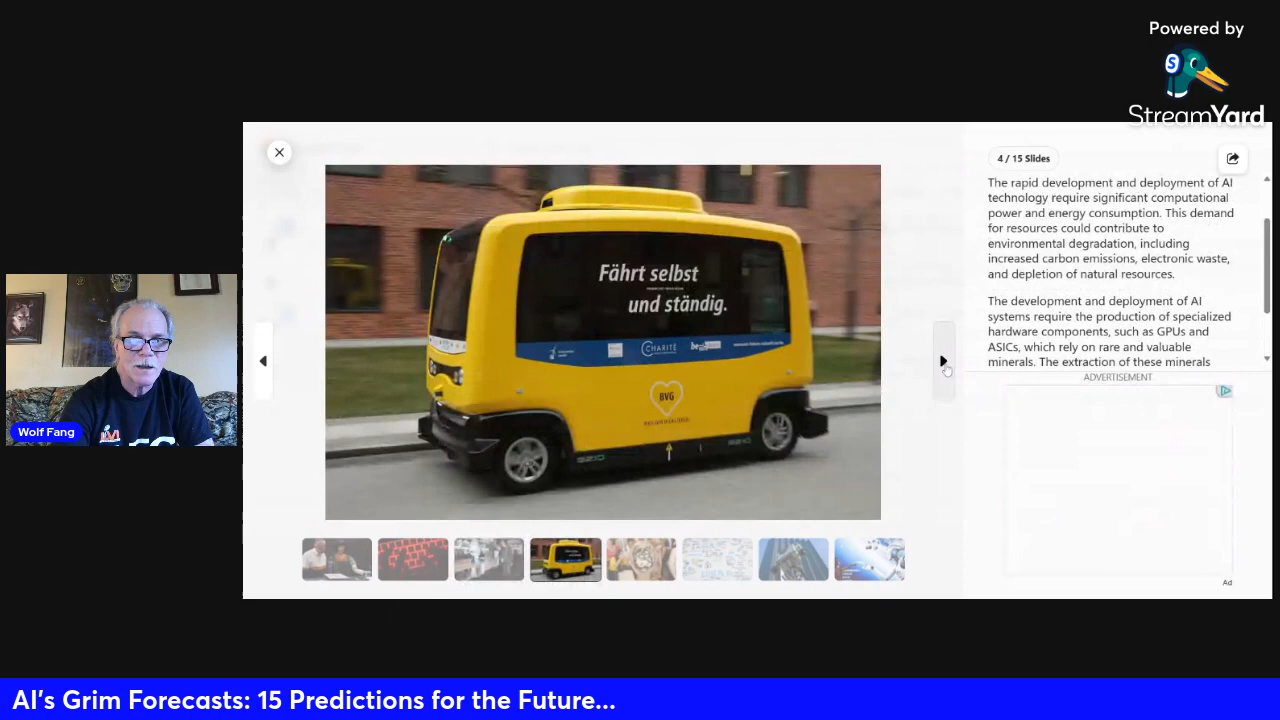 Powered by
S
StreamYard
4 / 15 Slides
The rapid development and deployment of AI
technology require significant computational
power and energy consumption. This demand
for resources could contribute to
environmental degradation, including
increased carbon emissions, electronic waste,
and depletion of natural resources.
The development and deployment of AI
systems require the production of specialized
hardware components, such as GPUs and
ASICs, which rely on rare and valuable
minerals. The extraction of these minerals
ADVERTISEMENT
Ad
Fährt selbst
und ständig.
CHARITÉ
BVG
Wolf Fang
AI's Grim Forecasts: 15 Predictions for the Future...